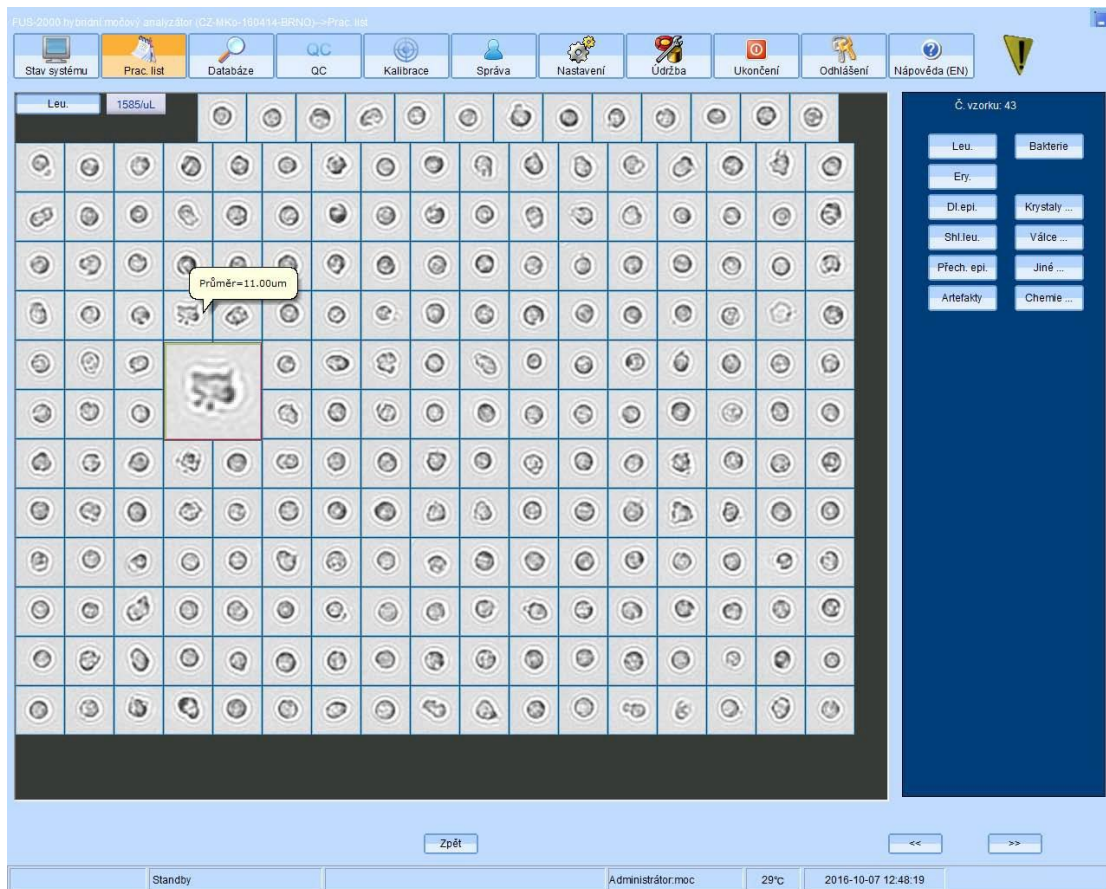 FUS-2000 hybridní močový analyzátor (CZ-MKo-160414-BRNO)-->Prac. list
Stav systému
Prac. list
Databáze
QC
QC
Kalibrace
Správa
Nastavení
Údržba
Ukončení
Odhlášení
Nápověda (EN)
Leu.
1585/uL
Č. vzorku: 43
Leu.
Bakterie
Ery.
Dl.epi.
Krystaly ...
Shl.leu.
Válce ...
Přech. epi.
Jiné ...
Artefakty
Chemie ...
Průměr=11.00um
Zpět
<<
>>
Standby
Administrátor:moc
29℃
2016-10-07 12:48:19